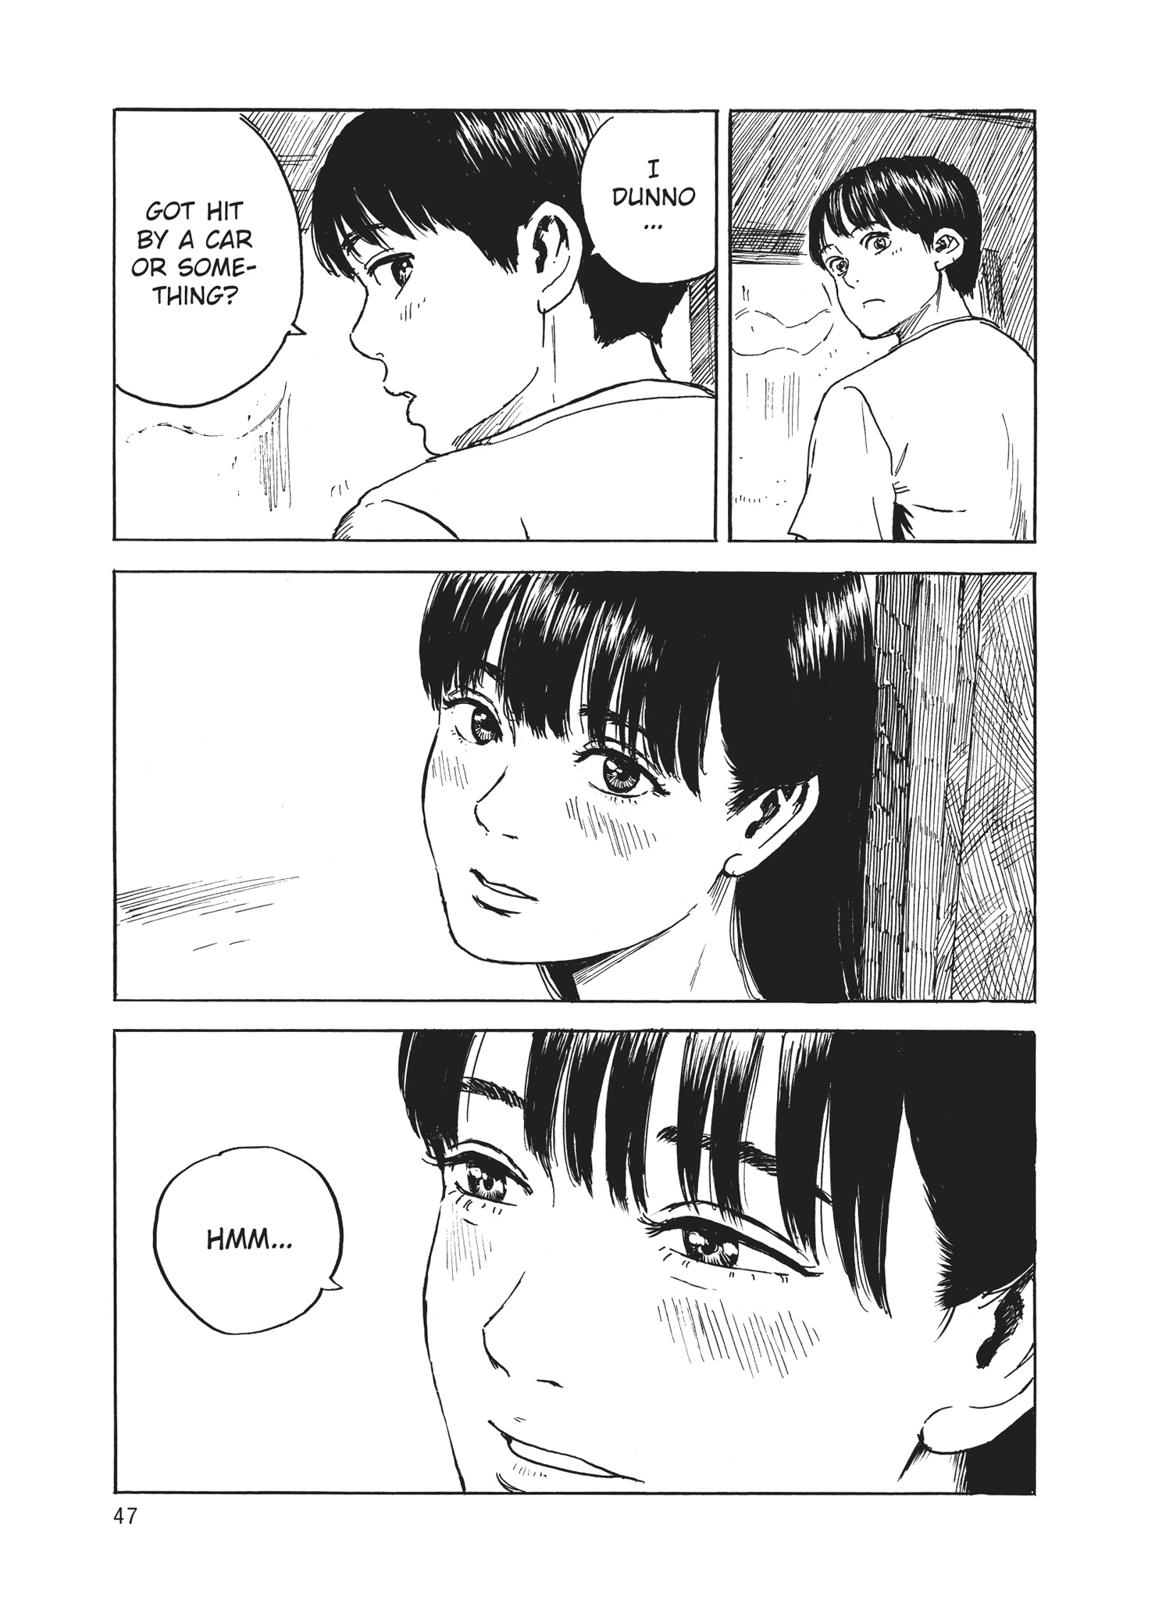 I
DUNNO
...
GOT HIT
BY A CAR
OR SOME-
THING?
HMM...
47